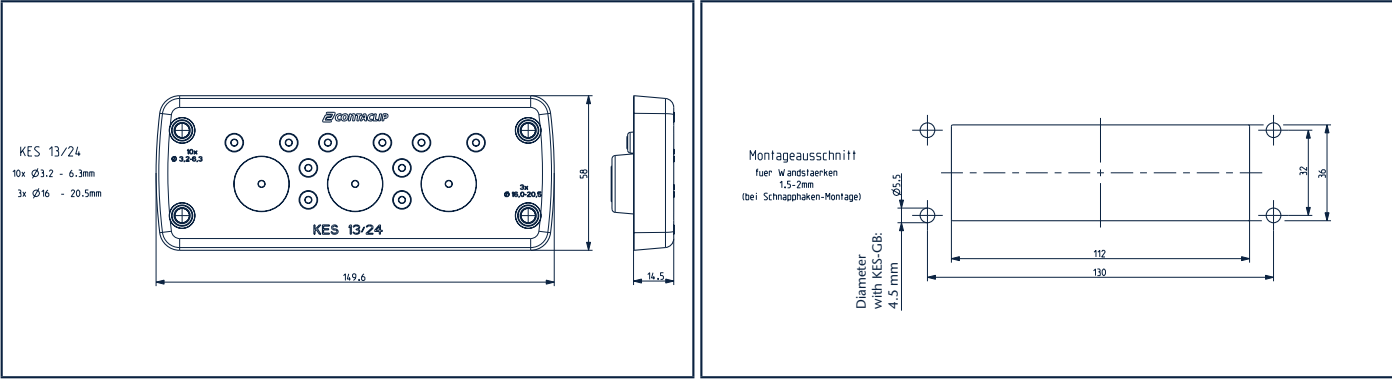 CONTACLIP
KES 13/24
10x Ø3.2 - 6.3mm
3x Ø16 - 20.5mm
10x
Ø 3,2-6,3
3x
Ø 16,0-20,5
KES 13/24
58
149.6
14.5
Montageausschnitt
fuer Wandstaerken
1.5-2mm
(bei Schnapphaken-Montage)
Ø5.5
32
36
112
130
Diameter
with KES-GB:
4.5 mm